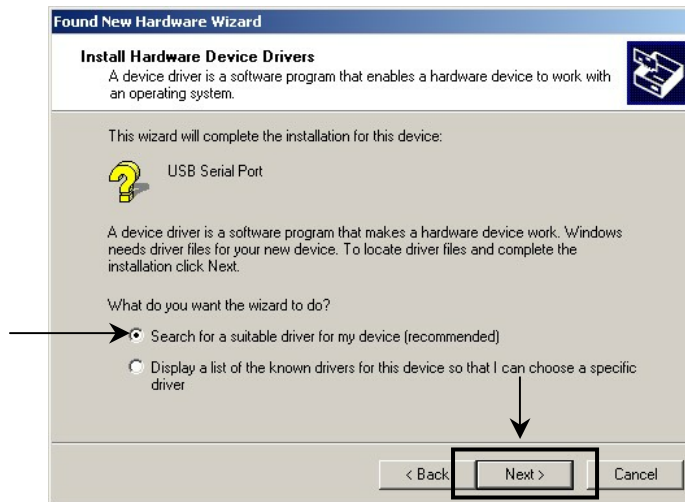 Found New Hardware Wizard
Install Hardware Device Drivers
A device driver is a software program that enables a hardware device to work with
an operating system.
This wizard will complete the installation for this device:
USB Serial Port
A device driver is a software program that makes a hardware device work. Windows
needs driver files for your new device. To locate driver files and complete the
installation click Next.
What do you want the wizard to do?
Search for a suitable driver for my device (recommended)
Display a list of the known drivers for this device so that I can choose a specific
driver
< Back
Next >
Cancel